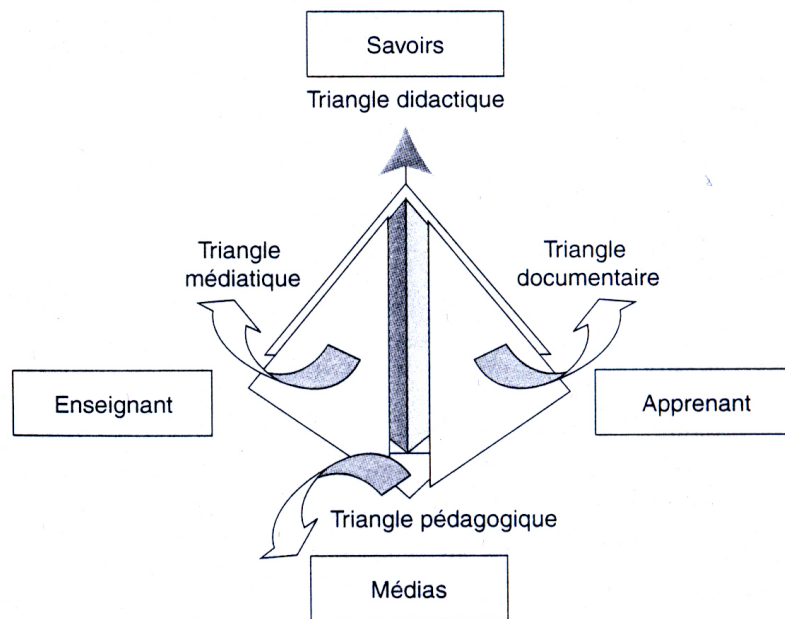 Savoirs
Triangle didactique
Triangle
médiatique
Triangle
documentaire
Enseignant
Apprenant
Triangle pédagogique
Médias